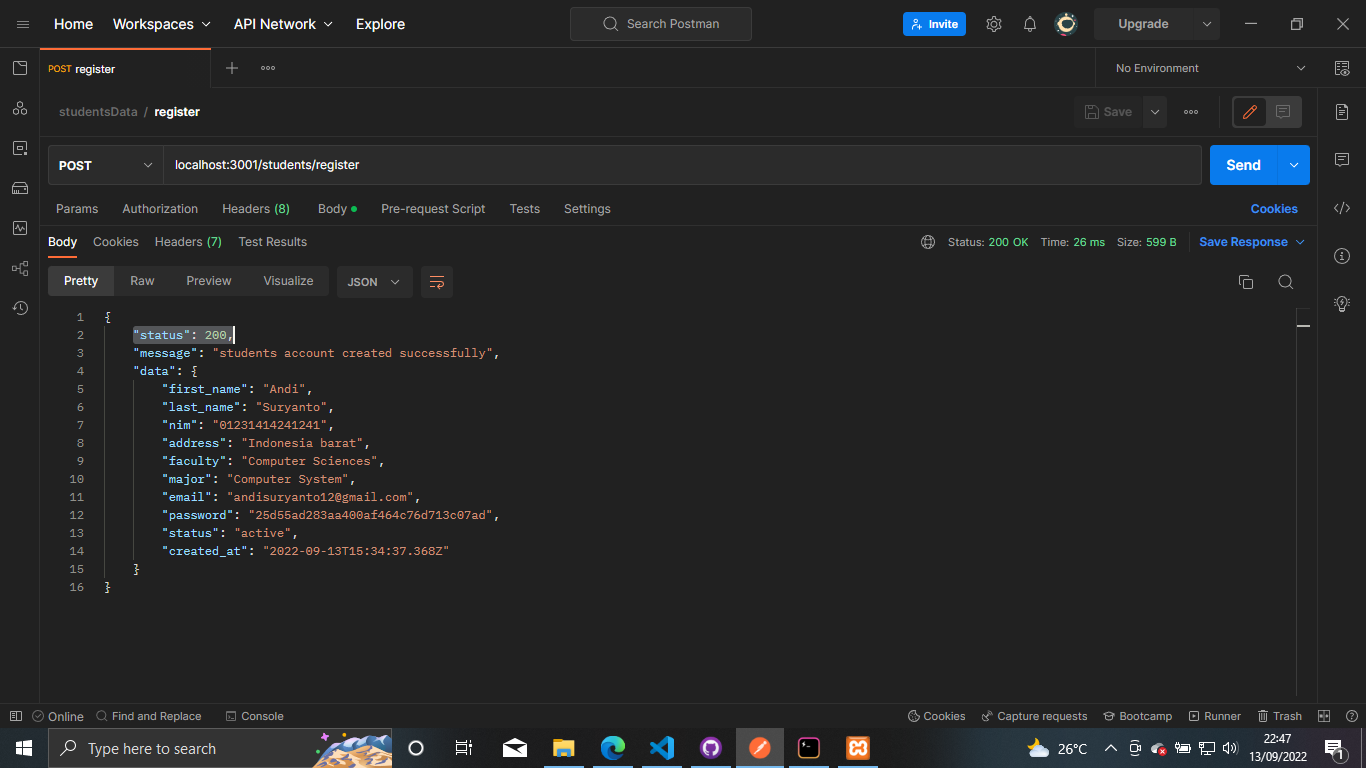 Home Workspaces API Network Explore Search Postman Invite Upgrade
POST register No Environment
studentsData / register Save
POST localhost:3001/students/register Send
Params Authorization Headers (8) Body Pre-request Script Tests Settings Cookies
Body Cookies Headers (7) Test Results Status: 200 OK Time: 26 ms Size: 599 B Save Response
Pretty Raw Preview Visualize JSON
1 {
2 "status": 200,
3 "message": "students account created successfully",
4 "data": {
5 "first_name": "Andi",
6 "last_name": "Suryanto",
7 "nim": "01231414241241",
8 "address": "Indonesia barat",
9 "faculty": "Computer Sciences",
10 "major": "Computer System",
11 "email": "andisuryanto12@gmail.com",
12 "password": "25d55ad283aa400af464c76d713c07ad",
13 "status": "active",
14 "created_at": "2022-09-13T15:34:37.368Z"
15 }
16 }
Online Find and Replace Console Cookies Capture requests Bootcamp Runner Trash
Type here to search 26°C 22:47
13/09/2022 1